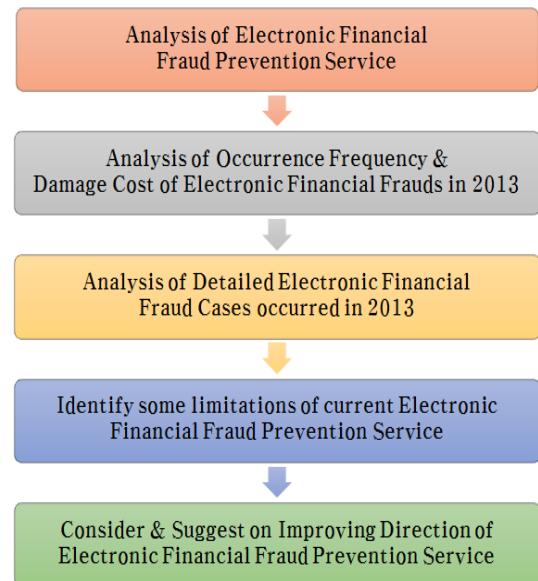 Analysis of Electronic Financial
Fraud Prevention Service
Analysis of Occurrence Frequency &
Damage Cost of Electronic Financial Frauds in 2013
Analysis of Detailed Electronic Financial
Fraud Cases occurred in 2013
Identify some limitations of current Electronic
Financial Fraud Prevention Service
Consider & Suggest on Improving Direction of
Electronic Financial Fraud Prevention Service